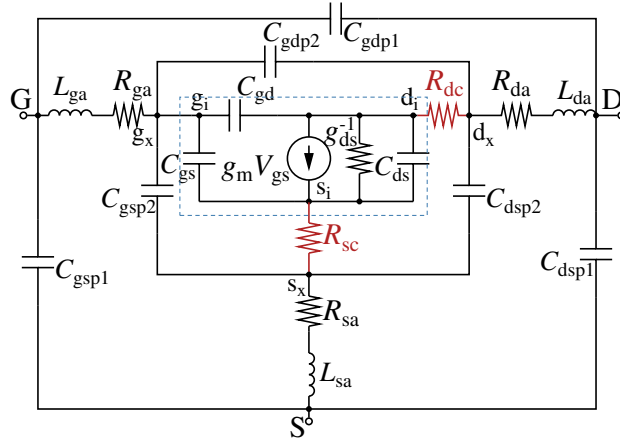 C_gdp1
C_gdp2
G L_ga R_ga g_x g_i C_gd d_i R_dc d_x R_da L_da D
C_gs g_m V_gs g_ds^-1 C_ds
s_i
C_gsp2 C_dsp2
R_sc
C_gsp1 C_dsp1
s_x
R_sa
L_sa
S